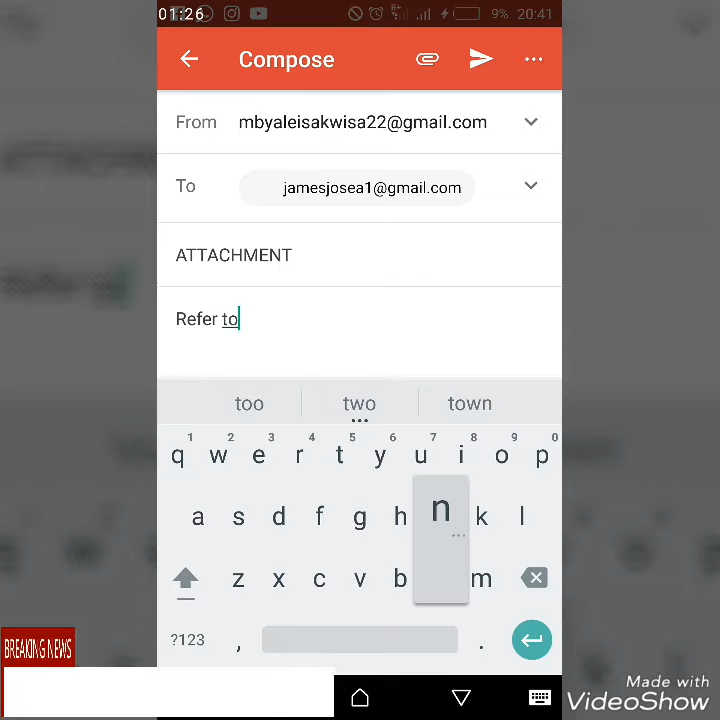 01:26
9% 20:41
Compose
From mbyaleisakwisa22@gmail.com
To jamesjosea1@gmail.com
ATTACHMENT
Refer to
too two town
1 2 3 4 5 6 7 8 9 0
q w e r t y u i o p
a s d f g h n k l
z x c v b m
?123 , .
BREAKING NEWS
Made with
VideoShow